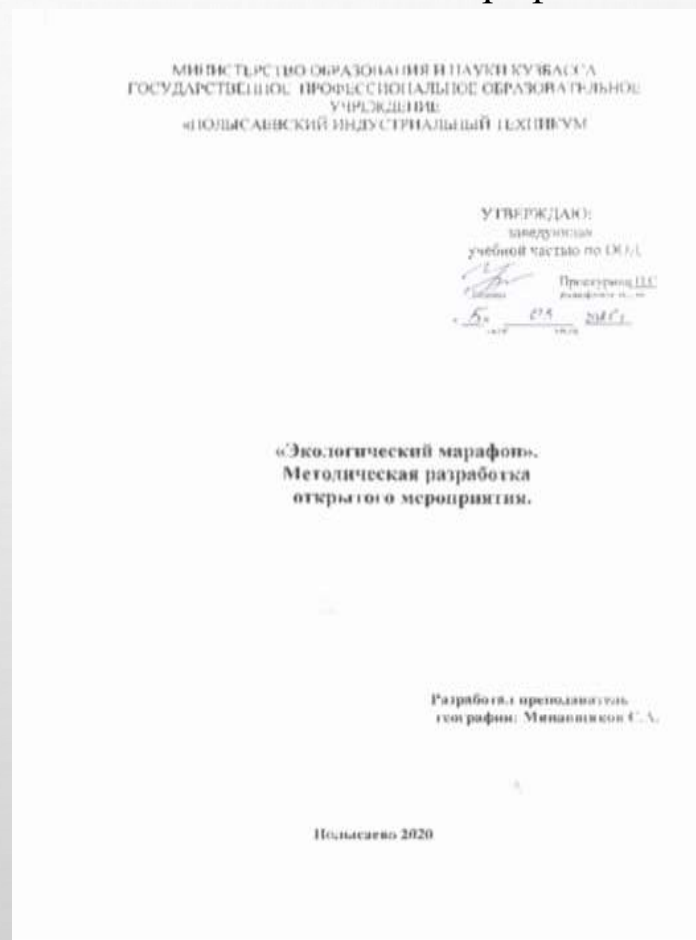 МИНИСТЕРСТВО ОБРАЗОВАНИЯ И НАУКИ КУЗБАССА
ГОСУДАРСТВЕННОЕ ПРОФЕССИОНАЛЬНОЕ ОБРАЗОВАТЕЛЬНОЕ
УЧРЕЖДЕНИЕ
«ПОЛЫСАЕВСКИЙ ИНДУСТРИАЛЬНЫЙ ТЕХНИКУМ
УТВЕРЖДАЮ:
заведующая
учебной частью по
«Экологический марафон».
Методическая разработка
открытого мероприятия.
Разработал преподаватель
географии:
Полысаево 2020